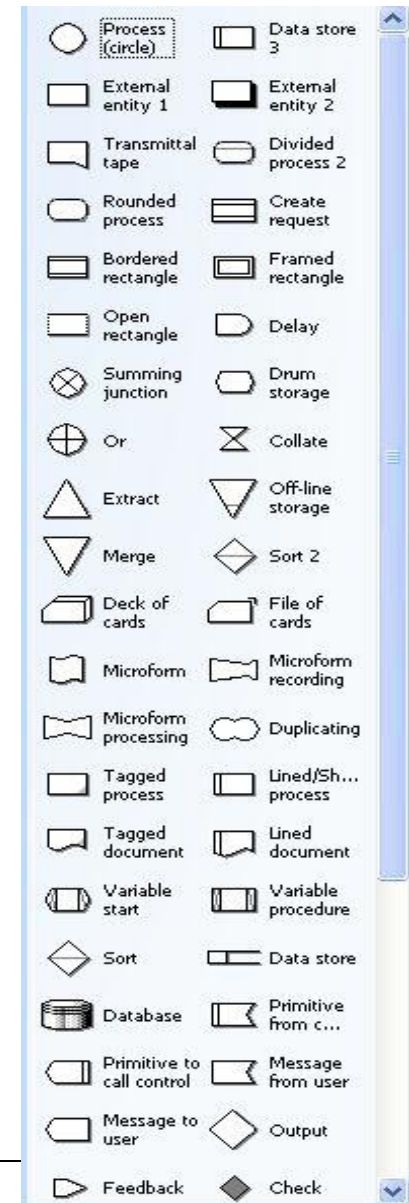 Process
(circle)
Data store
3
External
entity 1
External
entity 2
Transmittal
tape
Divided
process 2
Rounded
process
Create
request
Bordered
rectangle
Framed
rectangle
Open
rectangle
Delay
Summing
junction
Drum
storage
Or
Collate
Extract
Off-line
storage
Merge
Sort 2
Deck of
cards
File of
cards
Microform
Microform
recording
Microform
processing
Duplicating
Tagged
process
Lined/Sh...
process
Tagged
document
Lined
document
Variable
start
Variable
procedure
Sort
Data store
Database
Primitive
from c...
Primitive to
call control
Message
from user
Message to
user
Output
Feedback
Check